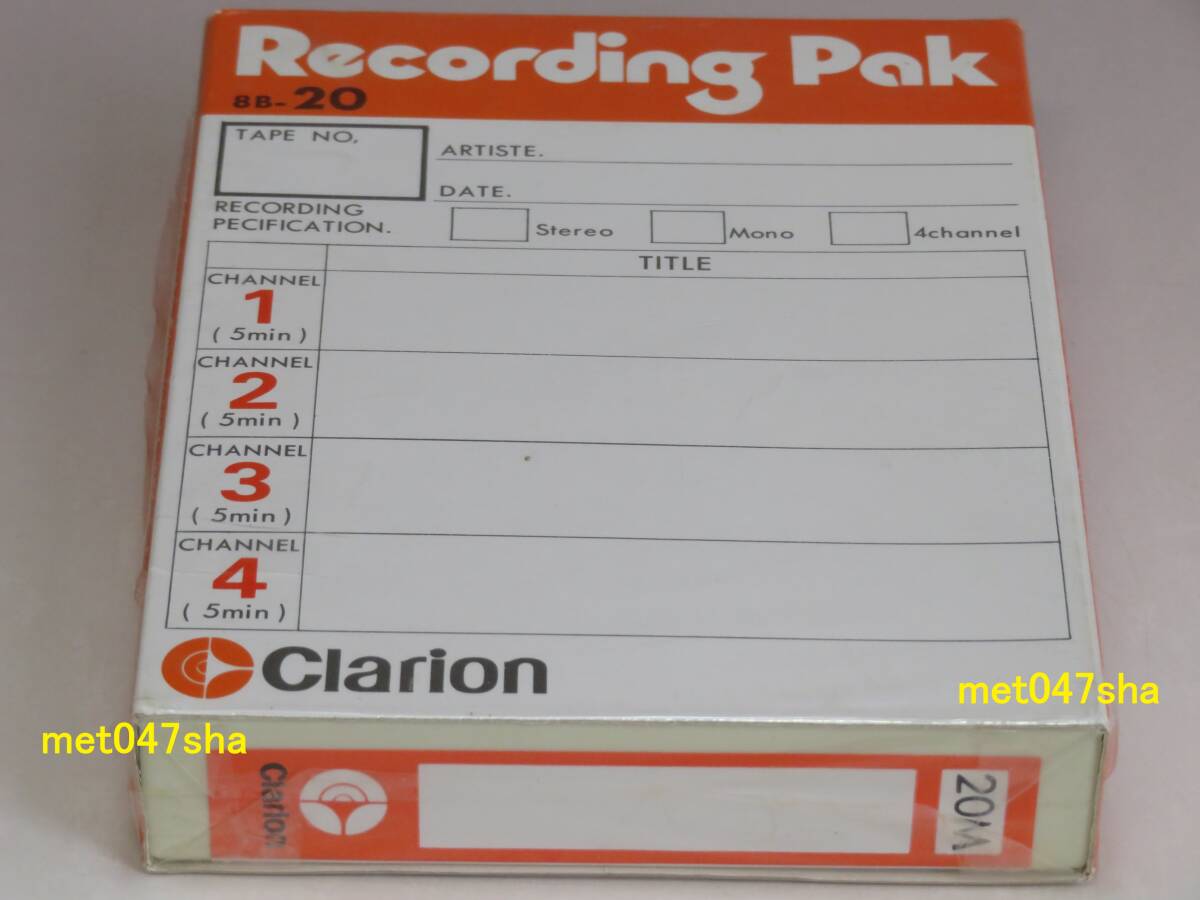 Recording Pak
8B-20
TAPE NO,
ARTISTE.
DATE.
RECORDING
PECIFICATION.
Stereo
Mono
4channel
TITLE
CHANNEL
1
( 5min )
CHANNEL
2
( 5min )
CHANNEL
3
( 5min )
CHANNEL
4
( 5min )
Clarion
met047sha
met047sha
Clarion
20M